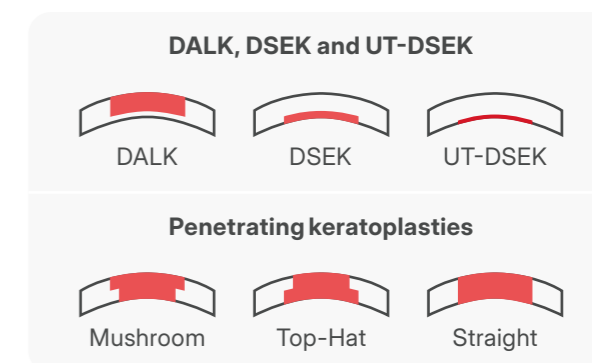 DALK, DSEK and UT-DSEK
DALK DSEK UT-DSEK
Penetrating keratoplasties
Mushroom Top-Hat Straight